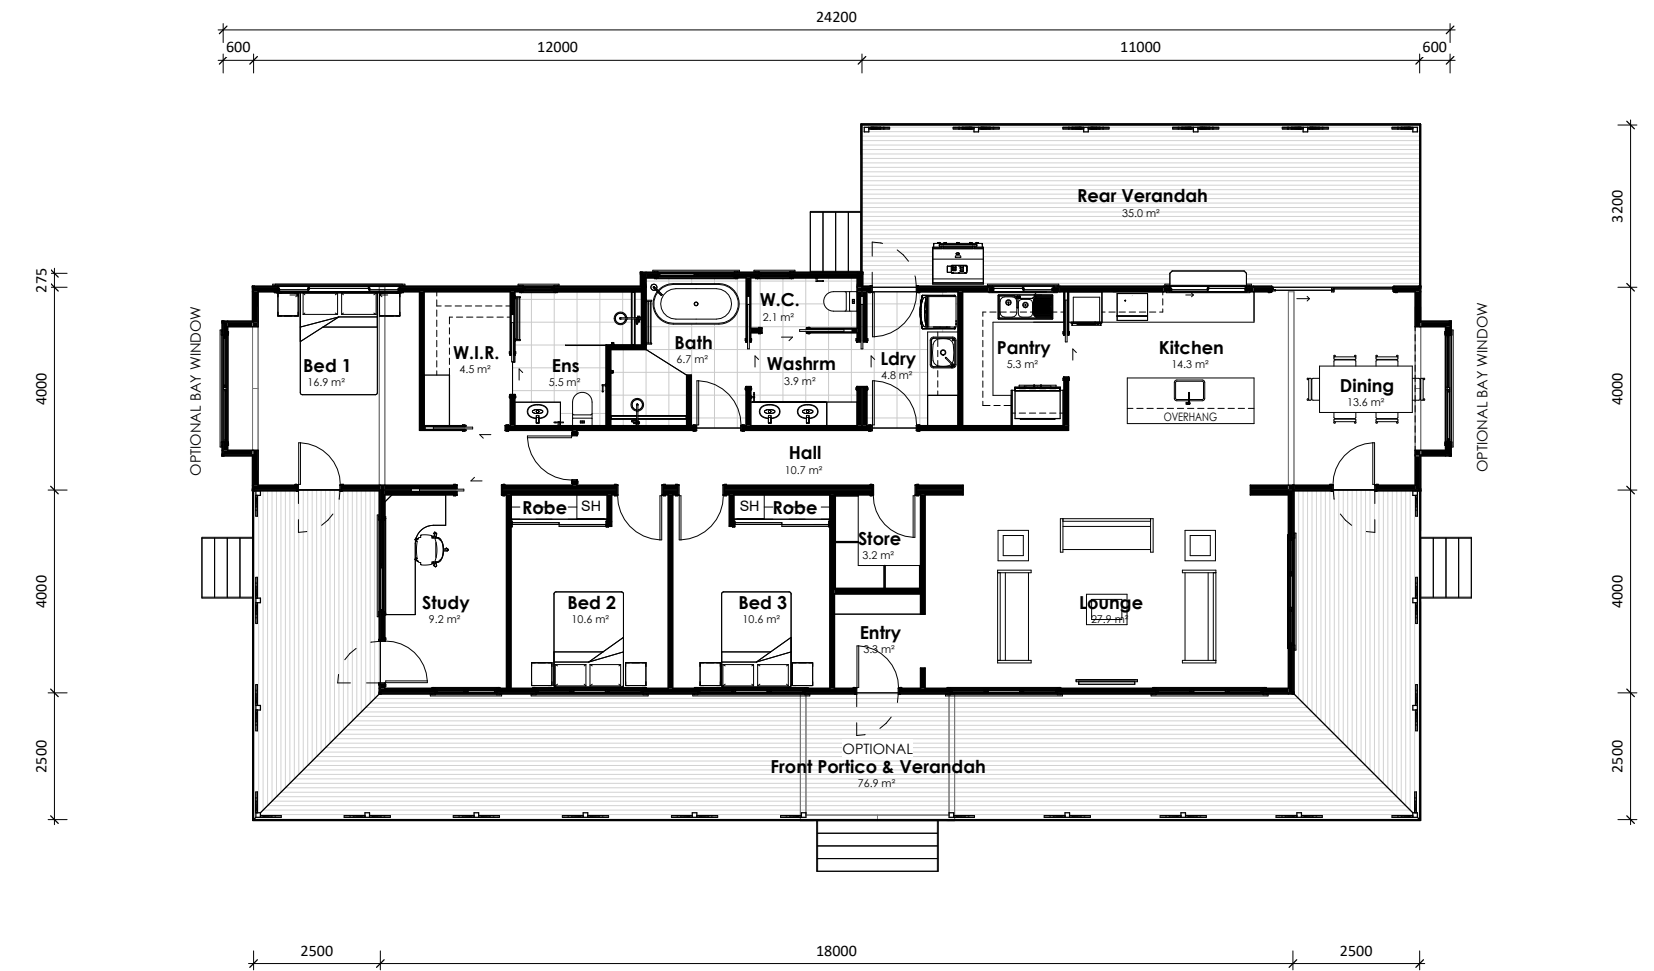 24200
600
12000
11000
600
275
4000
4000
2500
3200
4000
4000
2500
OPTIONAL BAY WINDOW
OPTIONAL BAY WINDOW
Rear Verandah
35.0 m²
Bed 1
16.9 m²
W.I.R.
4.5 m²
Ens
5.5 m²
Bath
6.7 m²
W.C.
2.1 m²
Washrm
3.9 m²
Ldry
4.8 m²
Pantry
5.3 m²
Kitchen
14.3 m²
OVERHANG
Dining
13.6 m²
Hall
10.7 m²
Robe
SH
SH
Robe
Store
3.2 m²
Study
9.2 m²
Bed 2
10.6 m²
Bed 3
10.6 m²
Entry
3.3 m²
Lounge
27.9 m²
OPTIONAL
Front Portico & Verandah
76.9 m²
2500
18000
2500